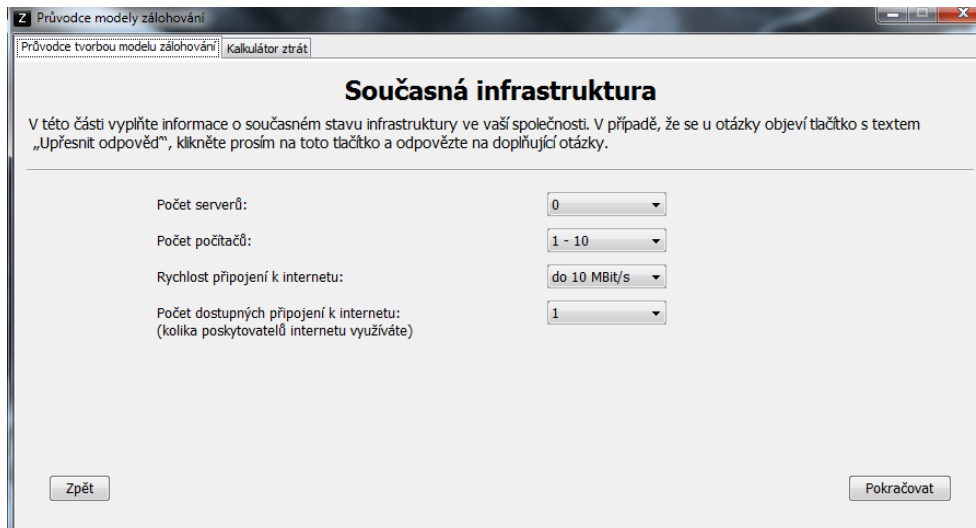 Z Průvodce modely zálohování
Průvodce tvorbou modelu zálohování Kalkulátor ztrát
Současná infrastruktura
V této části vyplňte informace o současném stavu infrastruktury ve vaší společnosti. V případě, že se u otázky objeví tlačítko s textem
„Upřesnit odpověď“, klikněte prosím na toto tlačítko a odpovězte na doplňující otázky.
Počet serverů: 0
Počet počítačů: 1 - 10
Rychlost připojení k internetu: do 10 MBit/s
Počet dostupných připojení k internetu: 1
(kolika poskytovatelů internetu využíváte)
Zpět Pokračovat